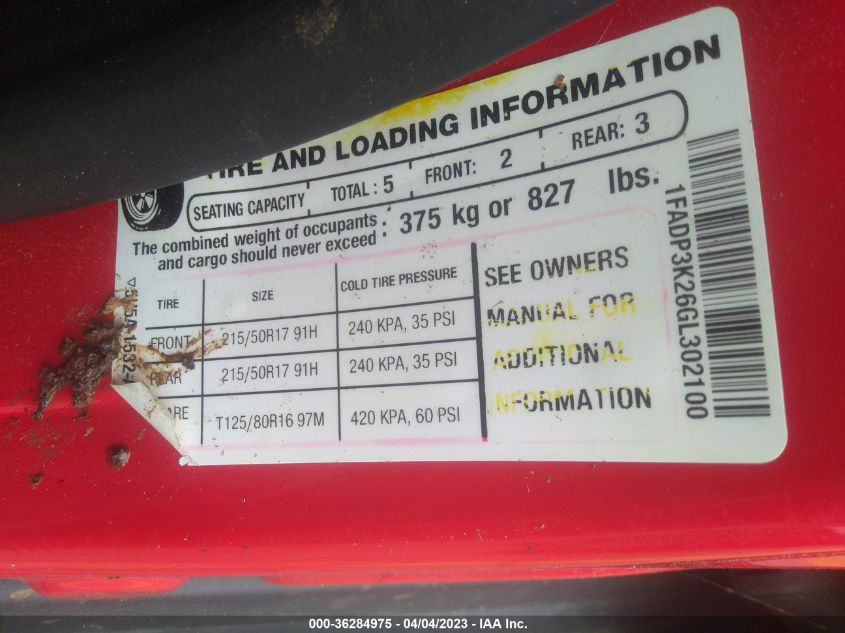 TIRE AND LOADING INFORMATION
SEATING CAPACITY TOTAL : 5 FRONT: 2 REAR: 3
The combined weight of occupants
and cargo should never exceed : 375 kg or 827 lbs.
TIRE SIZE COLD TIRE PRESSURE
FRONT 215/50R17 91H 240 KPA, 35 PSI
REAR 215/50R17 91H 240 KPA, 35 PSI
ARE T125/80R16 97M 420 KPA, 60 PSI
SEE OWNERS
MANUAL FOR
ADDITIONAL
INFORMATION
1FADP3K26GL302100
000-36284975 - 04/04/2023 - IAA Inc.